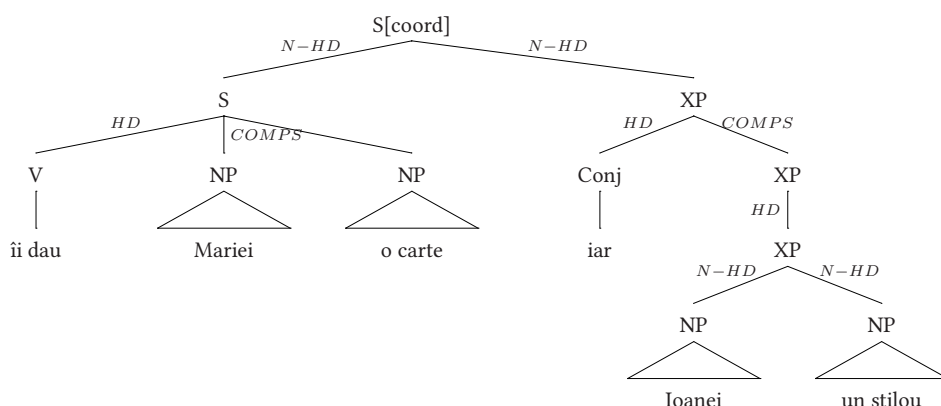 S[coord]
N−HD N−HD
S XP
HD COMPS HD COMPS
V NP NP Conj XP
HD
îi dau Mariei o carte iar XP
N−HD N−HD
NP NP
Ioanei un stilou